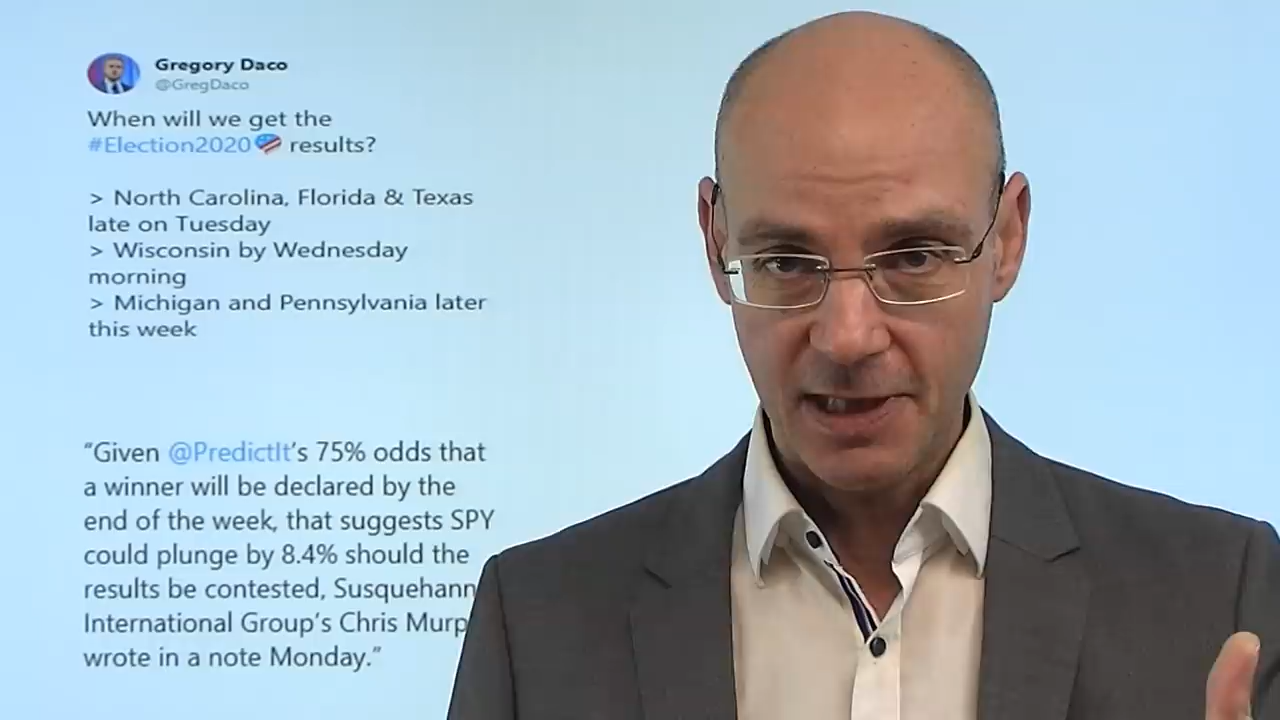 Gregory Daco
@GregDaco
When will we get the
#Election2020 results?
> North Carolina, Florida & Texas
late on Tuesday
> Wisconsin by Wednesday
morning
> Michigan and Pennsylvania later
this week
“Given @PredictIt’s 75% odds that
a winner will be declared by the
end of the week, that suggests SPY
could plunge by 8.4% should the
results be contested, Susquehann
International Group’s Chris Murp
wrote in a note Monday.”